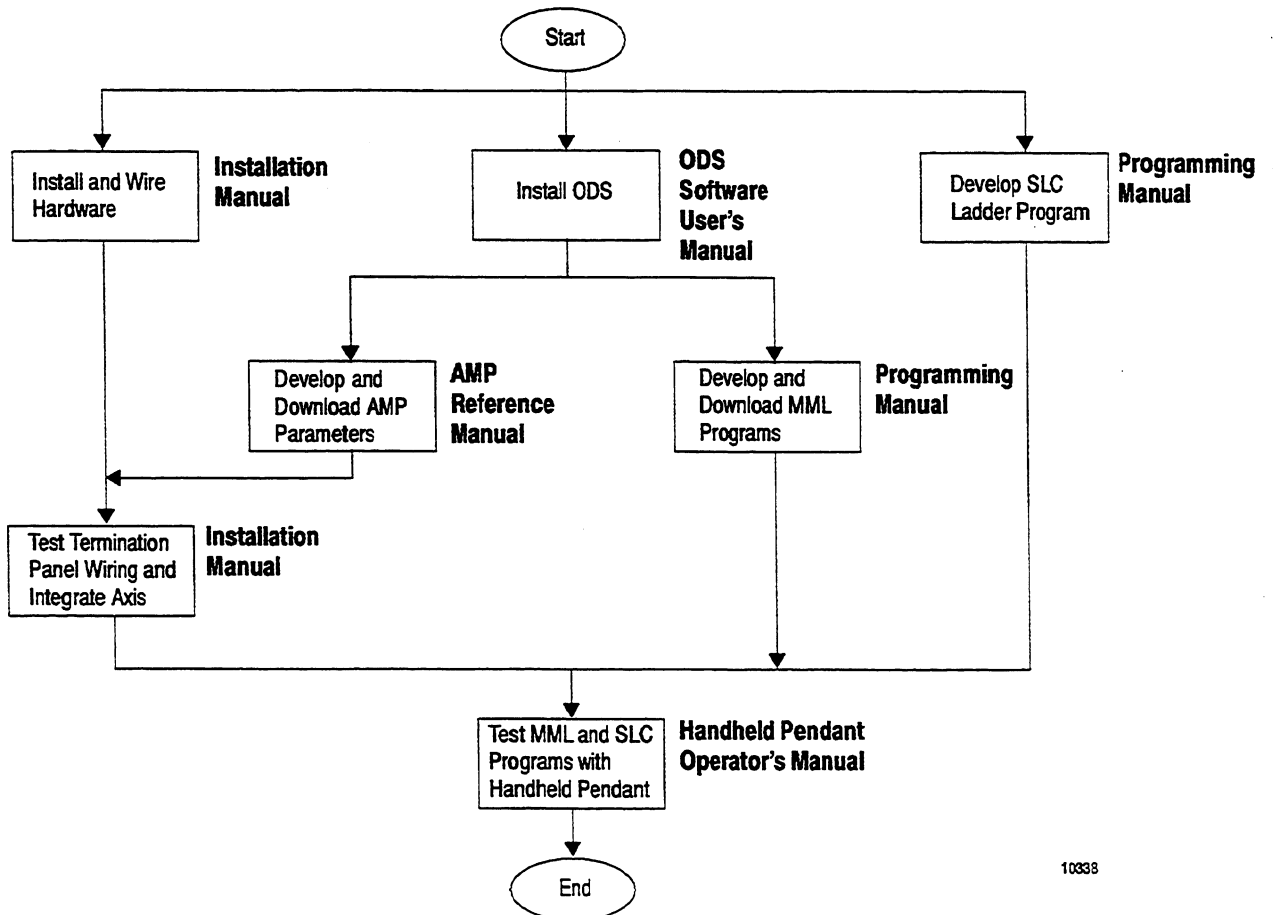 Start
Install and Wire
Hardware
Installation
Manual
Install ODS
ODS
Software
User's
Manual
Develop SLC
Ladder Program
Programming
Manual
Develop and
Download AMP
Parameters
AMP
Reference
Manual
Develop and
Download MML
Programs
Programming
Manual
Test Termination
Panel Wiring and
Integrate Axis
Installation
Manual
Test MML and SLC
Programs with
Handheld Pendant
Handheld Pendant
Operator's Manual
End
10338